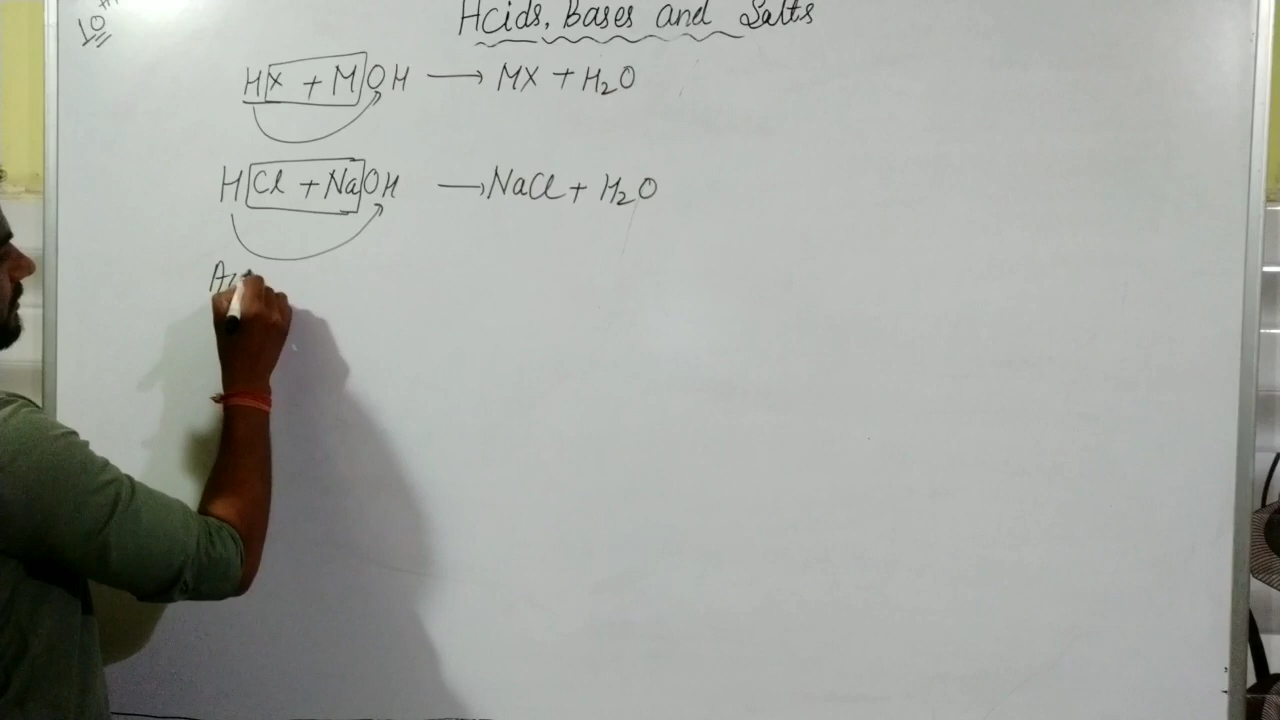 10th
Acids, Bases and Salts
HX + MOH → MX + H₂O
HCl + NaOH → NaCl + H₂O